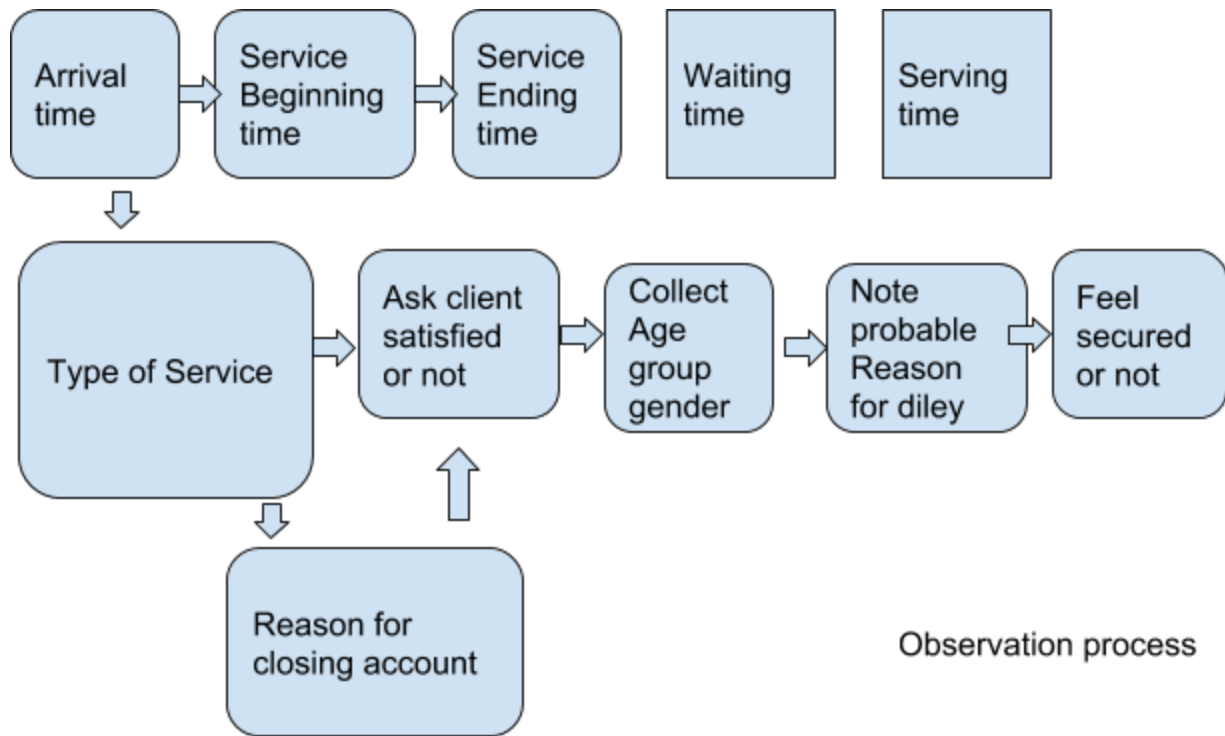 Arrival
time
Service
Beginning
time
Service
Ending
time
Waiting
time
Serving
time
Type of Service
Ask client
satisfied
or not
Collect
Age
group
gender
Note
probable
Reason
for diley
Feel
secured
or not
Reason for
closing account
Observation process